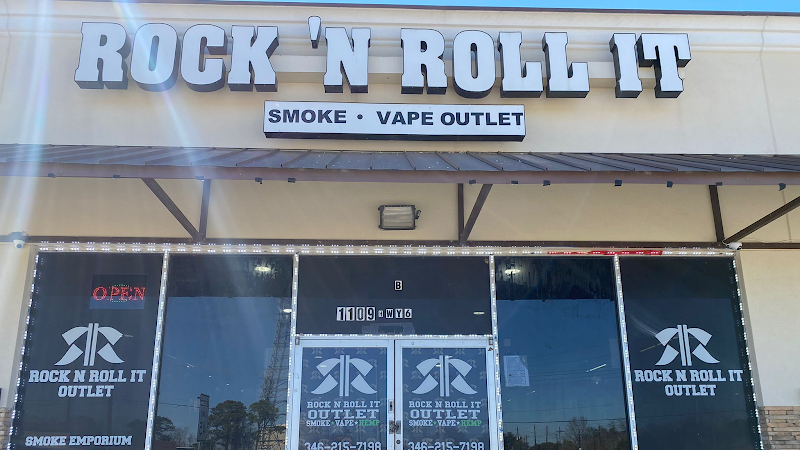 ROCK 'N ROLL IT
SMOKE • VAPE OUTLET
OPEN
B
1109 HWY 6
ROCK N ROLL IT
OUTLET
SMOKE EMPORIUM
ROCK 'N ROLL IT
OUTLET
SMOKE • VAPE • HEMP
346-215-7198
ROCK 'N ROLL IT
OUTLET
SMOKE • VAPE • HEMP
346-215-7198
ROCK N ROLL IT
OUTLET